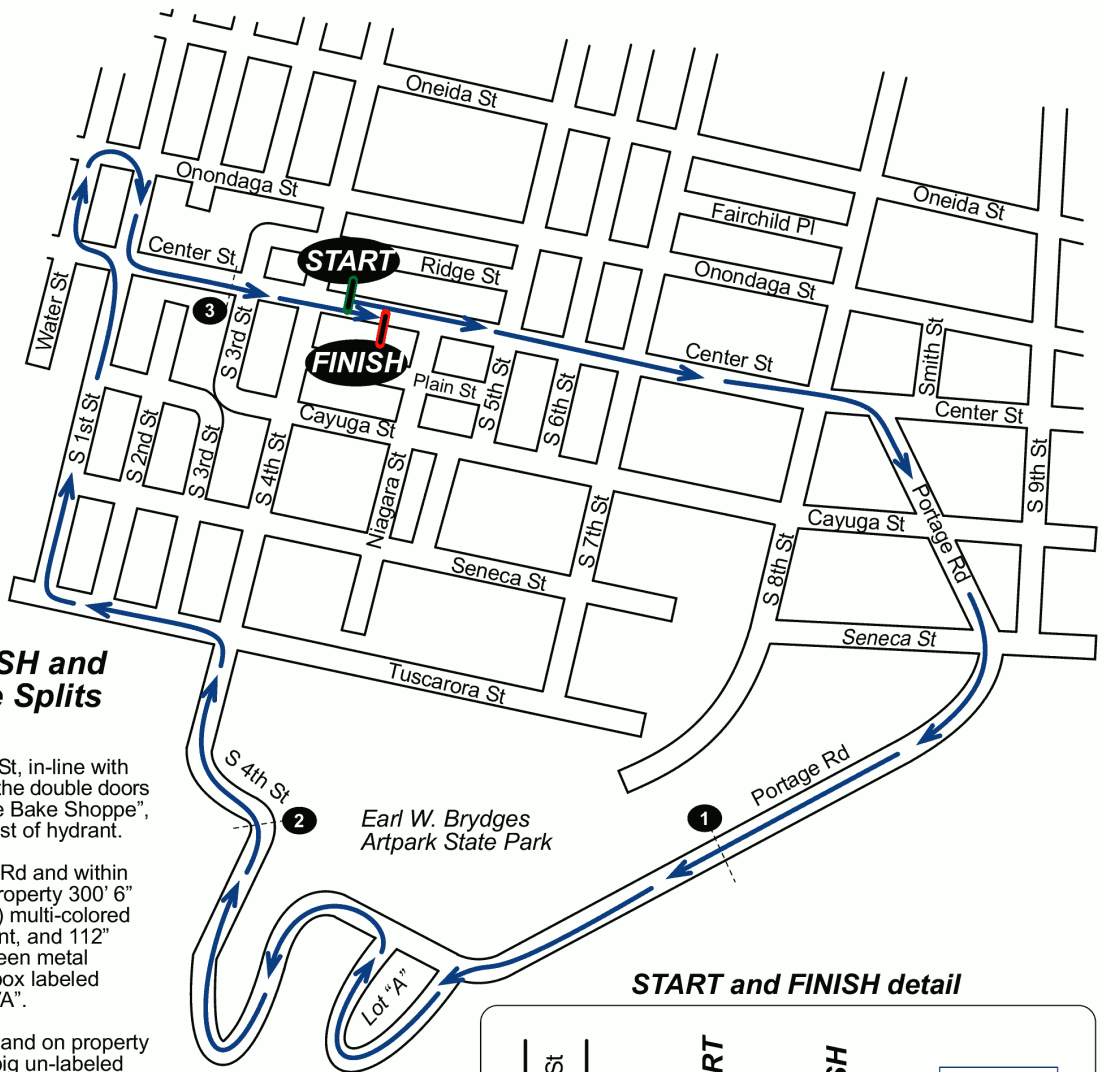 Oneida St
Onondaga St
Oneida St
Fairchild Pl
Center St
START
Ridge St
Onondaga St
Water St
3
S 3rd St
FINISH
Plain St
S 5th St
S 6th St
Center St
Smith St
Center St
S 1st St
S 2nd St
S 3rd St
Cayuga St
S 4th St
Niagara St
S 7th St
Cayuga St
Portage Rd
S 9th St
S 8th St
Seneca St
Seneca St
Tuscarora St
SH and
Splits
St, in-line with
the double doors
Bake Shoppe”,
st of hydrant.
Rd and within
roperty 300’ 6”
) multi-colored
nt, and 112”
een metal
box labeled
“A”.
and on property
big un-labeled
S 4th St
2
Earl W. Brydges
Artpark State Park
1
Portage Rd
Lot “A”
START and FINISH detail
St
RT
SH